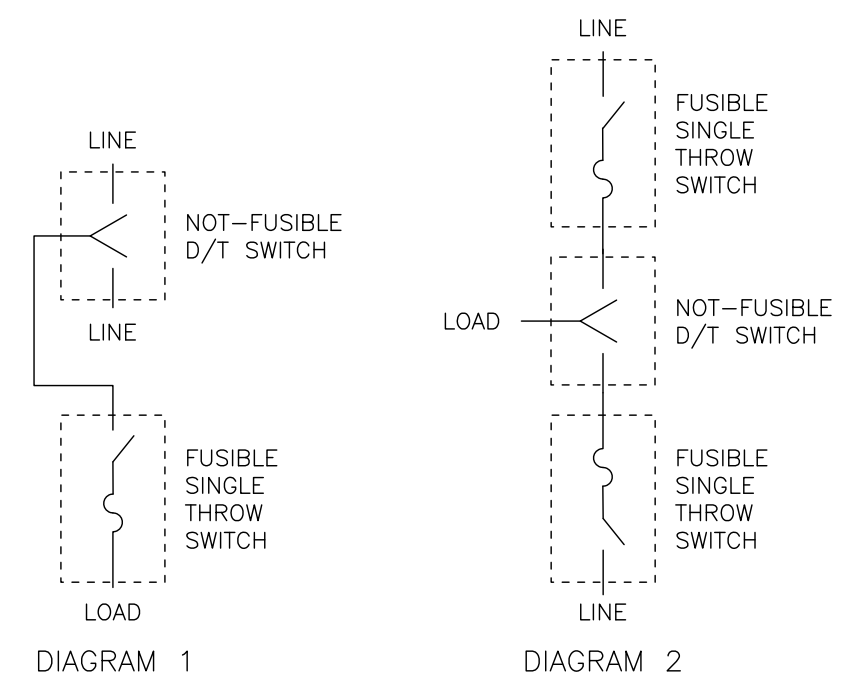 LINE
NOT-FUSIBLE
D/T SWITCH
LINE
FUSIBLE
SINGLE
THROW
SWITCH
LOAD
DIAGRAM 1
LINE
FUSIBLE
SINGLE
THROW
SWITCH
LOAD
NOT-FUSIBLE
D/T SWITCH
FUSIBLE
SINGLE
THROW
SWITCH
LINE
DIAGRAM 2